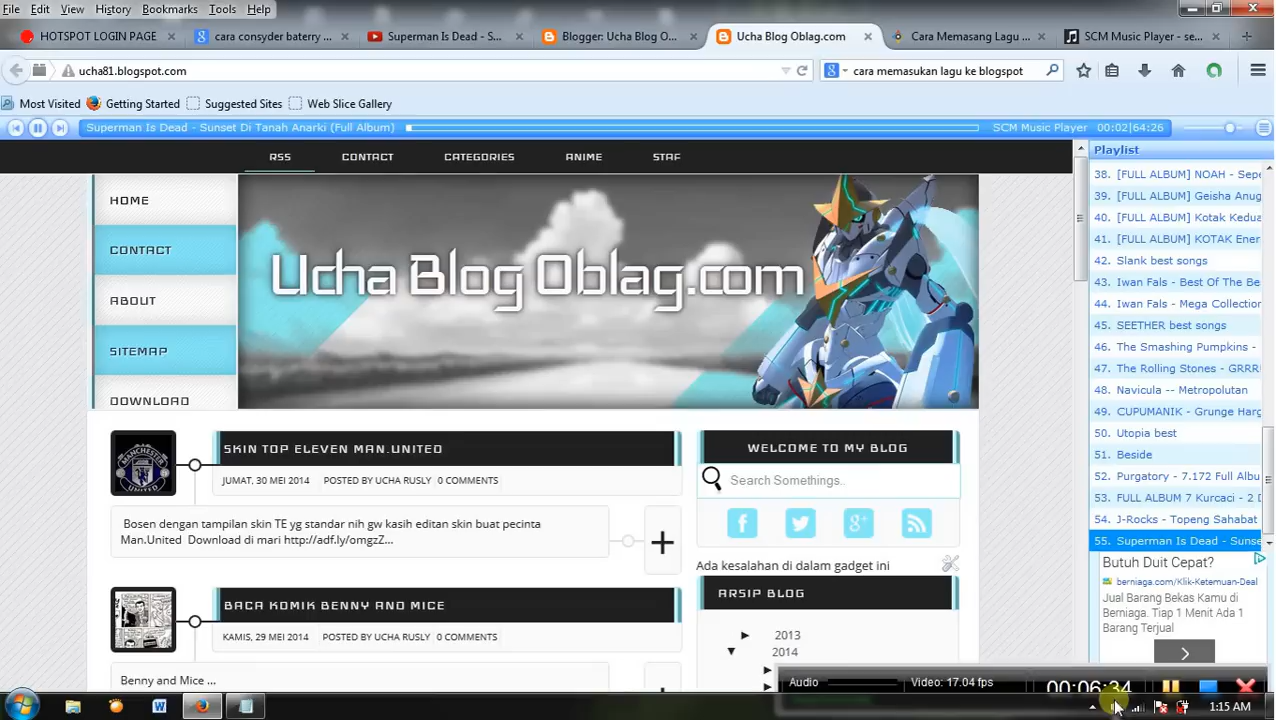 File Edit View History Bookmarks Tools Help
HOTSPOT LOGIN PAGE
cara consyder baterry ...
Superman Is Dead - S...
Blogger: Ucha Blog O...
Ucha Blog Oblag.com
Cara Memasang Lagu ...
SCM Music Player - se...
ucha81.blogspot.com
cara memasukan lagu ke blogspot
Most Visited Getting Started Suggested Sites Web Slice Gallery
Superman Is Dead - Sunset Di Tanah Anarki (Full Album)
SCM Music Player 00:02|64:26
RSS CONTACT CATEGORIES ANIME STAF
HOME
CONTACT
ABOUT
SITEMAP
DOWNLOAD
Ucha Blog Oblag.com
MANCHESTER
UNITED
SKIN TOP ELEVEN MAN.UNITED
JUMAT, 30 MEI 2014 POSTED BY UCHA RUSLY 0 COMMENTS
Bosen dengan tampilan skin TE yg standar nih gw kasih editan skin buat pecinta
Man.United Download di mari http://adf.ly/omgzZ...
BACA KOMIK BENNY AND MICE
KAMIS, 29 MEI 2014 POSTED BY UCHA RUSLY 0 COMMENTS
Benny and Mice ...
WELCOME TO MY BLOG
Search Somethings..
Ada kesalahan di dalam gadget ini
ARSIP BLOG
► 2013
▼ 2014
Playlist
38. [FULL ALBUM] NOAH - Sepe
39. [FULL ALBUM] Geisha Anug
40. [FULL ALBUM] Kotak Kedua
41. [FULL ALBUM] KOTAK Ener
42. Slank best songs
43. Iwan Fals - Best Of The Be
44. Iwan Fals - Mega Collection
45. SEETHER best songs
46. The Smashing Pumpkins -
47. The Rolling Stones - GRRR
48. Navicula -- Metropolutan
49. CUPUMANIK - Grunge Harg
50. Utopia best
51. Beside
52. Purgatory - 7.172 Full Albu
53. FULL ALBUM 7 Kurcaci - 2 D
54. J-Rocks - Topeng Sahabat
55. Superman Is Dead - Sunse
Butuh Duit Cepat?
berniaga.com/Klik-Ketemuan-Deal
Jual Barang Bekas Kamu di
Berniaga. Tiap 1 Menit Ada 1
Barang Terjual
Audio Video: 17.04 fps 00:06:34
1:15 AM